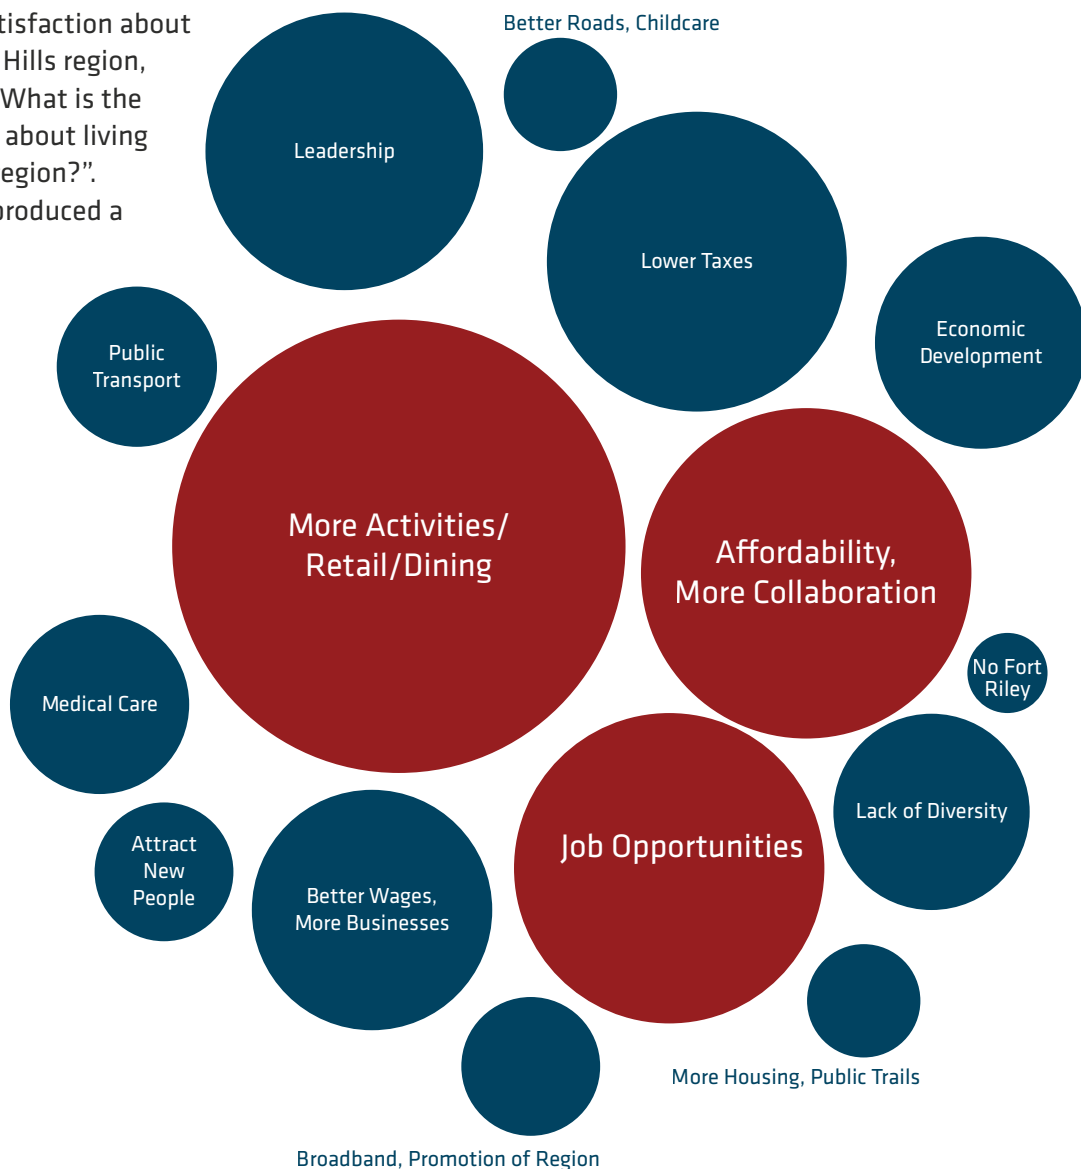 tisfaction about
Hills region,
What is the
about living
egion?”.
produced a
Better Roads, Childcare
Leadership
Lower Taxes
Economic
Development
Public
Transport
More Activities/
Retail/Dining
Affordability,
More Collaboration
No Fort
Riley
Medical Care
Lack of Diversity
Attract
New
People
Job Opportunities
Better Wages,
More Businesses
More Housing, Public Trails
Broadband, Promotion of Region